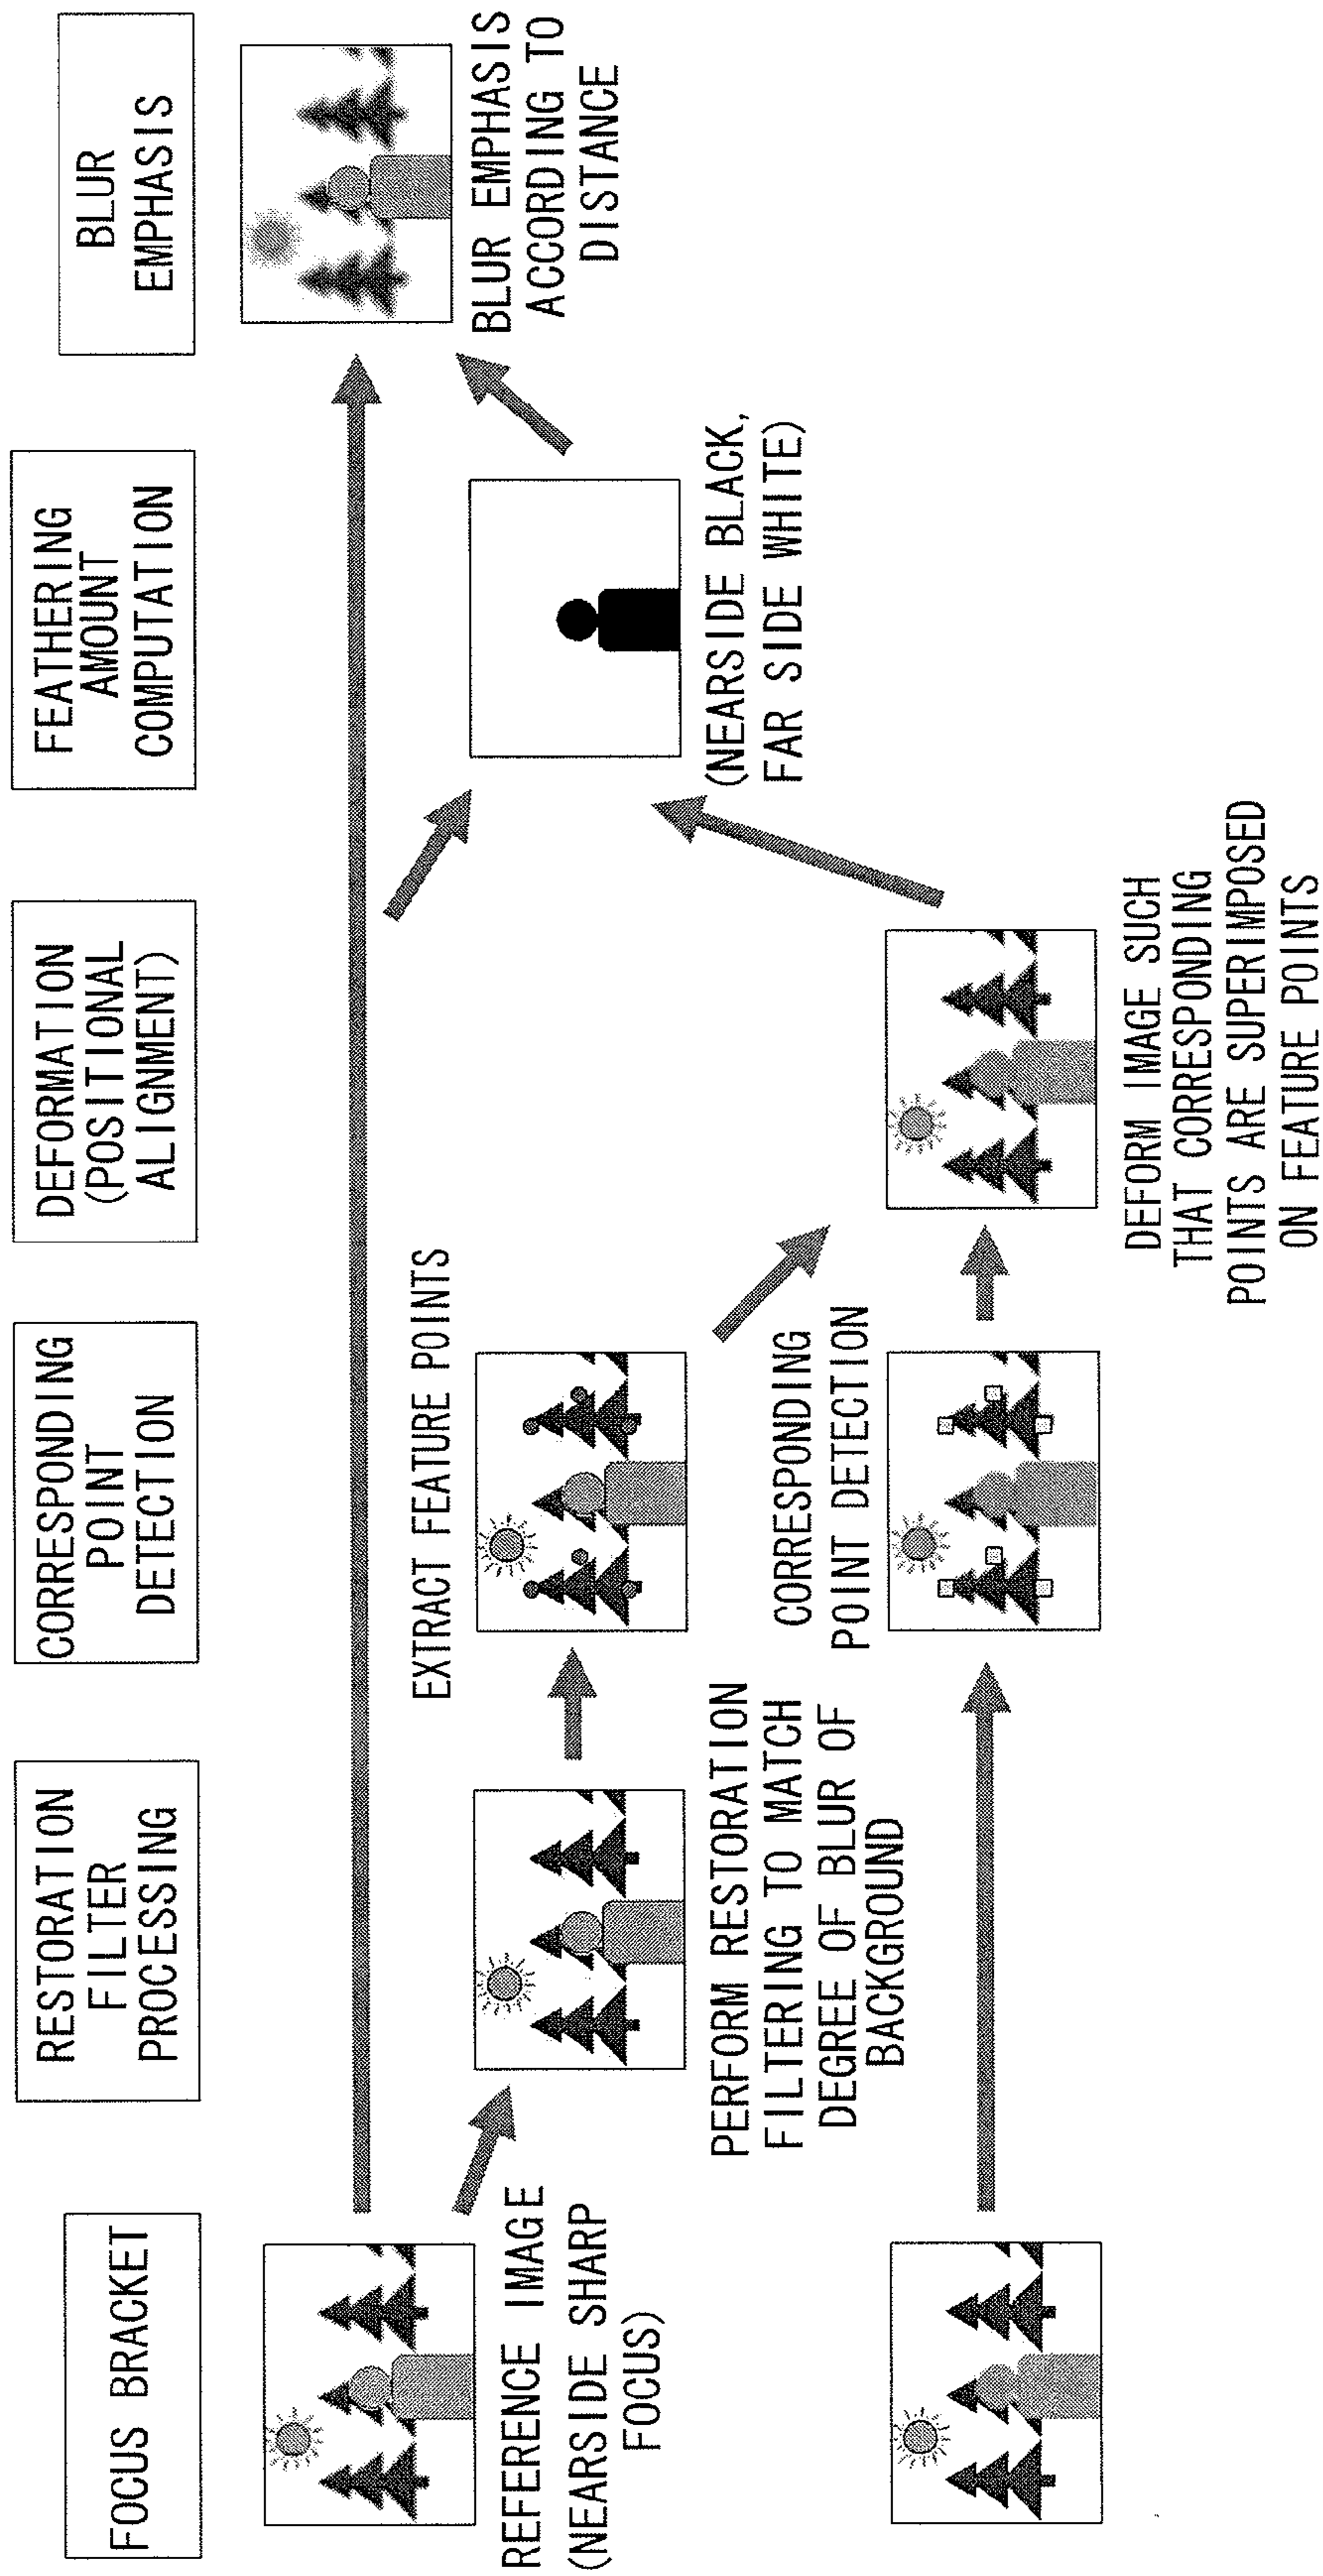 FOCUS BRACKET
RESTORATION
FILTER
PROCESSING
CORRESPONDING
POINT
DETECTION
DEFORMATION
(POSITIONAL
ALIGNMENT)
FEATHERING
AMOUNT
COMPUTATION
BLUR
EMPHASIS
REFERENCE IMAGE
(NEARSIDE SHARP
FOCUS)
PERFORM RESTORATION
FILTERING TO MATCH
DEGREE OF BLUR OF
BACKGROUND
EXTRACT FEATURE POINTS
CORRESPONDING
POINT DETECTION
DEFORM IMAGE SUCH
THAT CORRESPONDING
POINTS ARE SUPERIMPOSED
ON FEATURE POINTS
(NEARSIDE BLACK,
FAR SIDE WHITE)
BLUR EMPHASIS
ACCORDING TO
DISTANCE